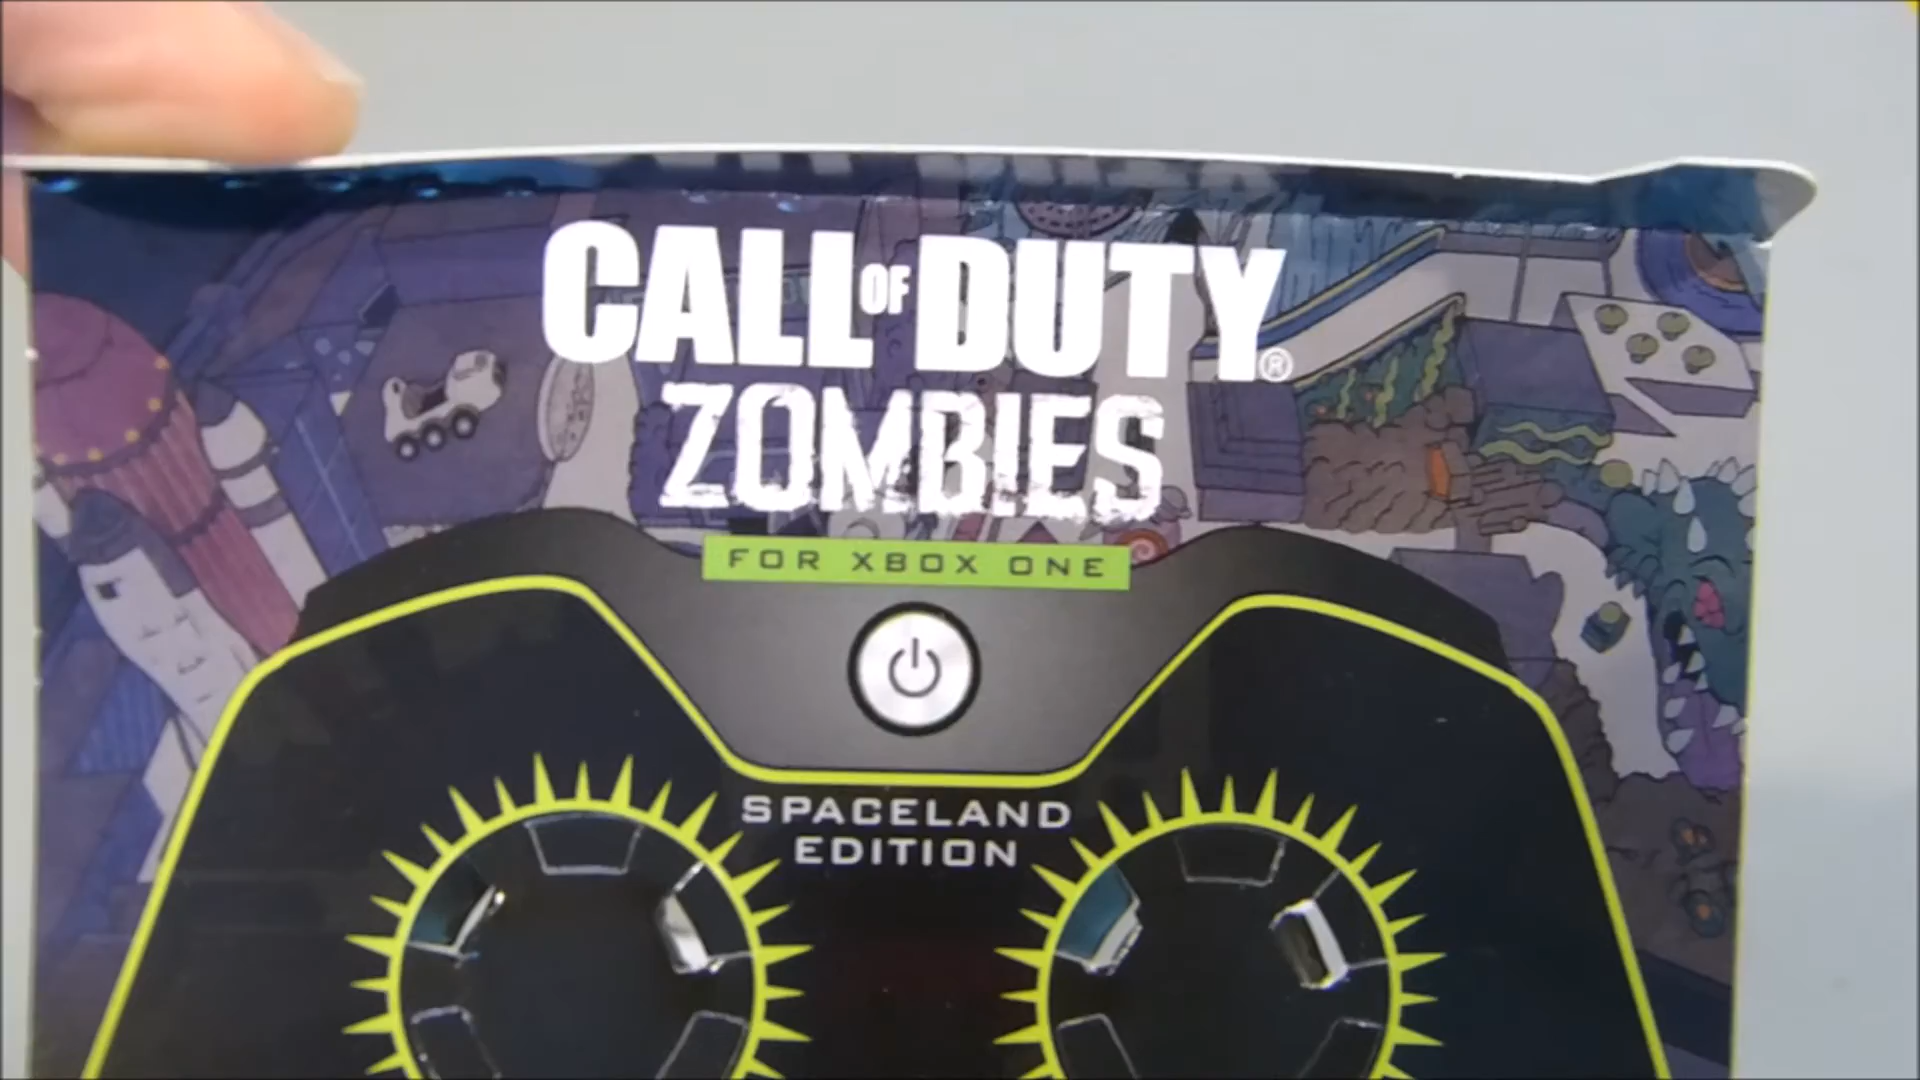 CALL OF DUTY®
ZOMBIES
FOR XBOX ONE
SPACELAND
EDITION